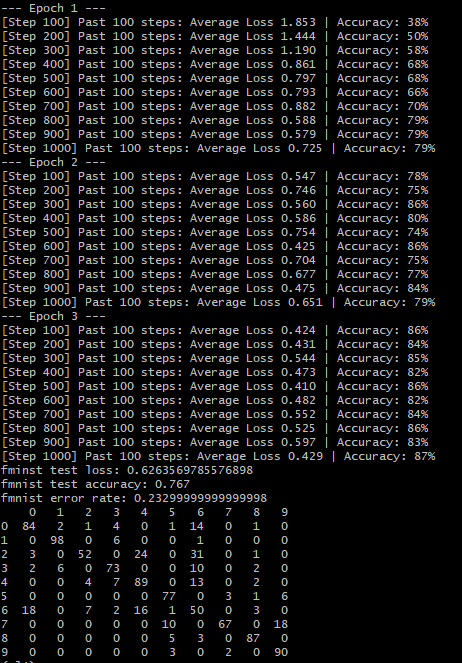 --- Epoch 1 ---
[Step 100] Past 100 steps: Average Loss 1.853 | Accuracy: 38%
[Step 200] Past 100 steps: Average Loss 1.444 | Accuracy: 50%
[Step 300] Past 100 steps: Average Loss 1.190 | Accuracy: 58%
[Step 400] Past 100 steps: Average Loss 0.861 | Accuracy: 68%
[Step 500] Past 100 steps: Average Loss 0.797 | Accuracy: 68%
[Step 600] Past 100 steps: Average Loss 0.793 | Accuracy: 66%
[Step 700] Past 100 steps: Average Loss 0.882 | Accuracy: 70%
[Step 800] Past 100 steps: Average Loss 0.588 | Accuracy: 79%
[Step 900] Past 100 steps: Average Loss 0.579 | Accuracy: 79%
[Step 1000] Past 100 steps: Average Loss 0.725 | Accuracy: 79%
--- Epoch 2 ---
[Step 100] Past 100 steps: Average Loss 0.547 | Accuracy: 78%
[Step 200] Past 100 steps: Average Loss 0.746 | Accuracy: 75%
[Step 300] Past 100 steps: Average Loss 0.560 | Accuracy: 86%
[Step 400] Past 100 steps: Average Loss 0.586 | Accuracy: 80%
[Step 500] Past 100 steps: Average Loss 0.754 | Accuracy: 74%
[Step 600] Past 100 steps: Average Loss 0.425 | Accuracy: 86%
[Step 700] Past 100 steps: Average Loss 0.704 | Accuracy: 75%
[Step 800] Past 100 steps: Average Loss 0.677 | Accuracy: 77%
[Step 900] Past 100 steps: Average Loss 0.475 | Accuracy: 84%
[Step 1000] Past 100 steps: Average Loss 0.651 | Accuracy: 79%
--- Epoch 3 ---
[Step 100] Past 100 steps: Average Loss 0.424 | Accuracy: 86%
[Step 200] Past 100 steps: Average Loss 0.431 | Accuracy: 84%
[Step 300] Past 100 steps: Average Loss 0.544 | Accuracy: 85%
[Step 400] Past 100 steps: Average Loss 0.473 | Accuracy: 82%
[Step 500] Past 100 steps: Average Loss 0.410 | Accuracy: 86%
[Step 600] Past 100 steps: Average Loss 0.482 | Accuracy: 82%
[Step 700] Past 100 steps: Average Loss 0.552 | Accuracy: 84%
[Step 800] Past 100 steps: Average Loss 0.525 | Accuracy: 86%
[Step 900] Past 100 steps: Average Loss 0.597 | Accuracy: 83%
[Step 1000] Past 100 steps: Average Loss 0.429 | Accuracy: 87%
fminst test loss: 0.6263569785576898
fmnist test accuracy: 0.767
fmnist error rate: 0.23299999999999998
0 1 2 3 4 5 6 7 8 9
0 84 2 1 4 0 1 14 0 1 0
1 0 98 0 6 0 0 1 0 0 0
2 3 0 52 0 24 0 31 0 1 0
3 2 6 0 73 0 0 10 0 2 0
4 0 0 4 7 89 0 13 0 2 0
5 0 0 0 0 0 77 0 3 1 6
6 18 0 7 2 16 1 50 0 3 0
7 0 0 0 0 0 10 0 67 0 18
8 0 0 0 0 0 5 3 0 87 0
9 0 0 0 0 0 3 0 2 0 90